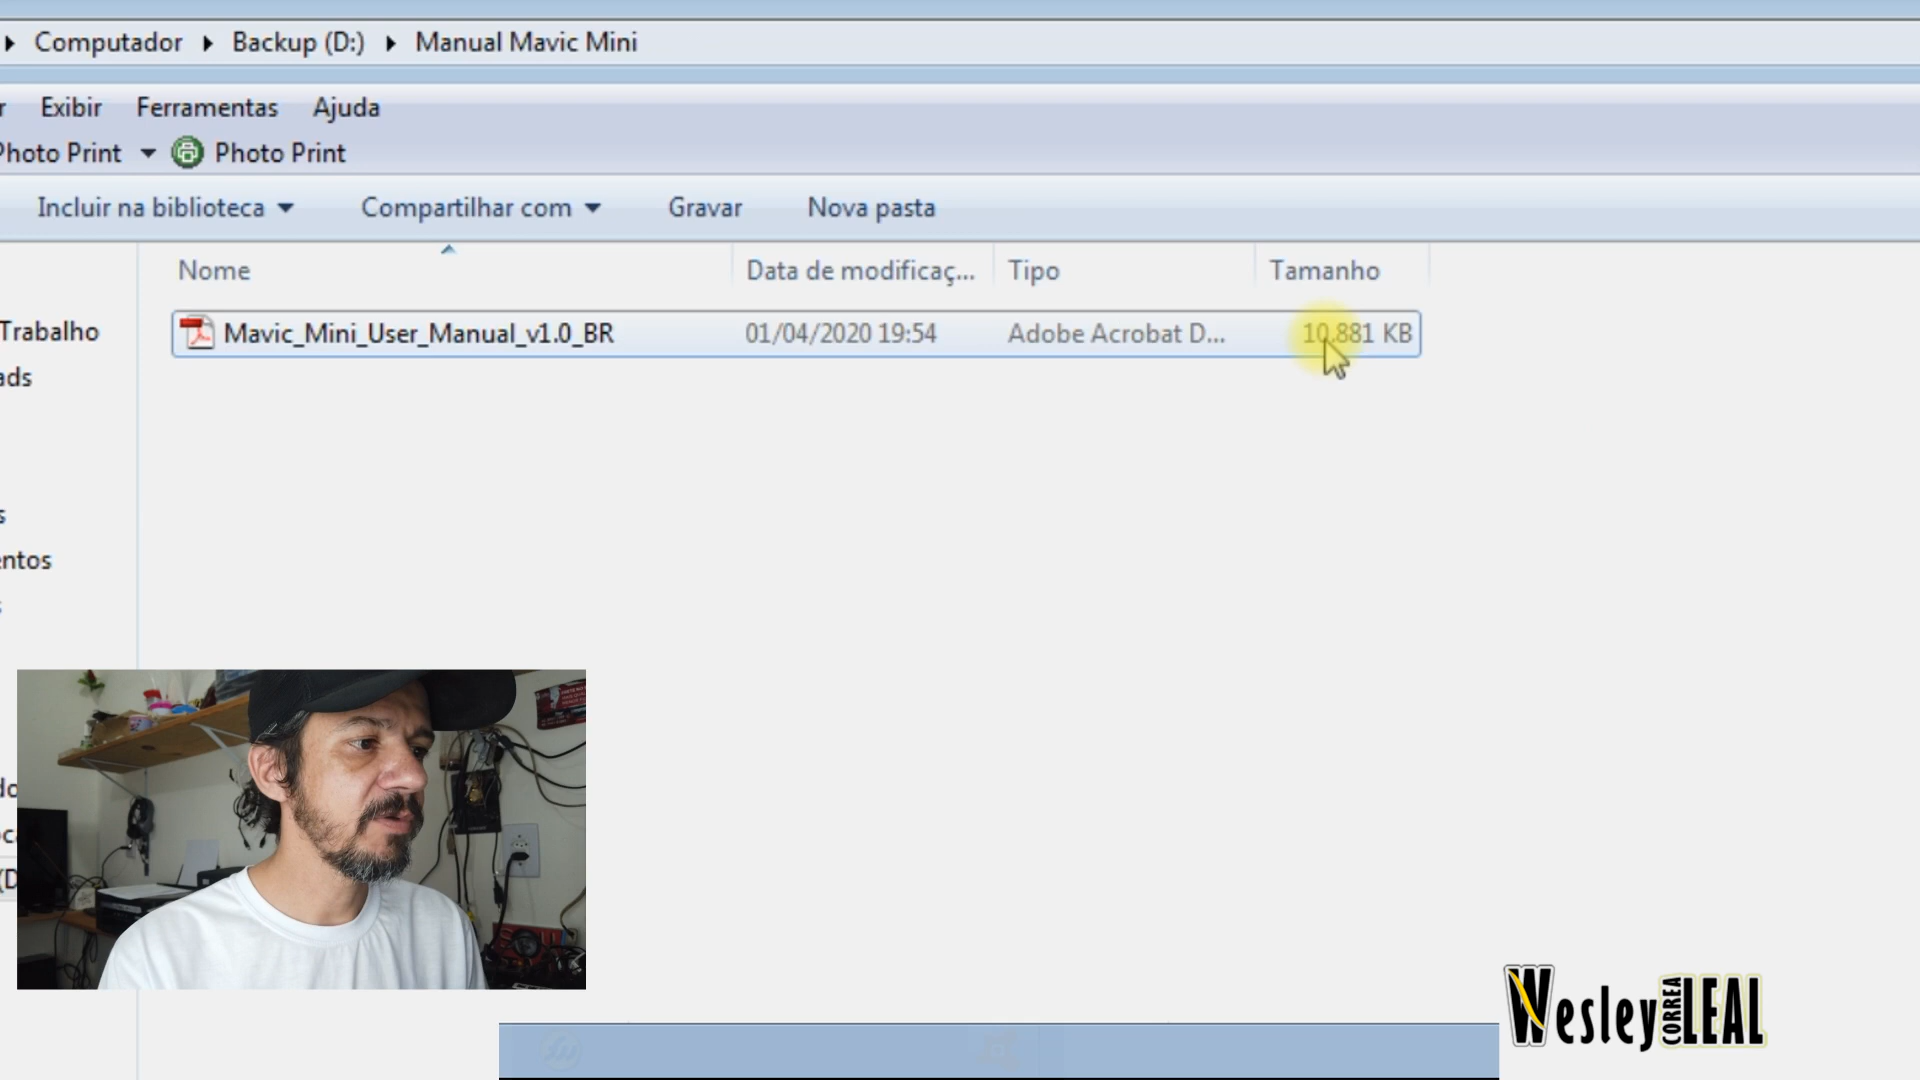 Computador Backup (D:) Manual Mavic Mini
r Exibir Ferramentas Ajuda
Photo Print Photo Print
Incluir na biblioteca Compartilhar com Gravar Nova pasta
Nome Data de modificaç... Tipo Tamanho
Trabalho Mavic_Mini_User_Manual_v1.0_BR 01/04/2020 19:54 Adobe Acrobat D... 10.881 KB
ads
s
entos
s
(D
Wesley CORREA LEAL